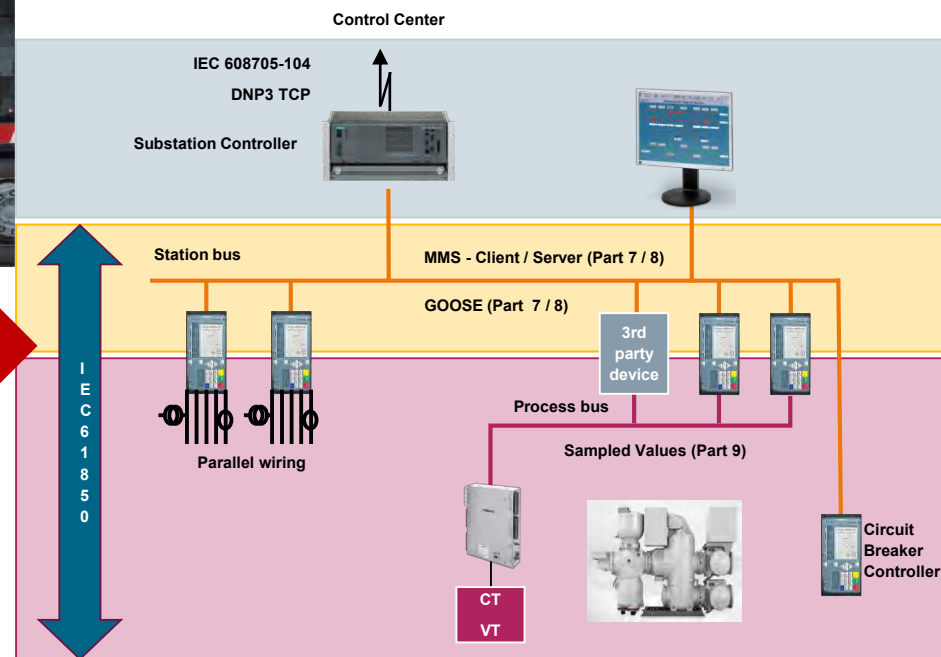 Control Center
IEC 608705-104
DNP3 TCP
Substation Controller
Station bus
MMS - Client / Server (Part 7 / 8)
GOOSE (Part 7 / 8)
3rd
party
device
I
E
C
6
1
8
5
0
Process bus
Parallel wiring
Sampled Values (Part 9)
Circuit
Breaker
Controller
CT
VT